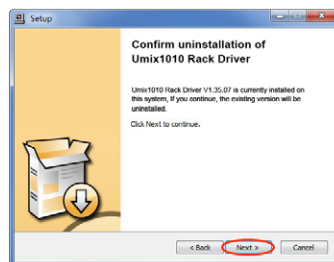 Setup
Confirm uninstallation of
Umix1010 Rack Driver
Umix1010 Rack Driver V1.35.07 is currently installed on
this system, If you continue, the existing version will be
uninstalled.
Click Next to continue.
< Back
Next >
Cancel